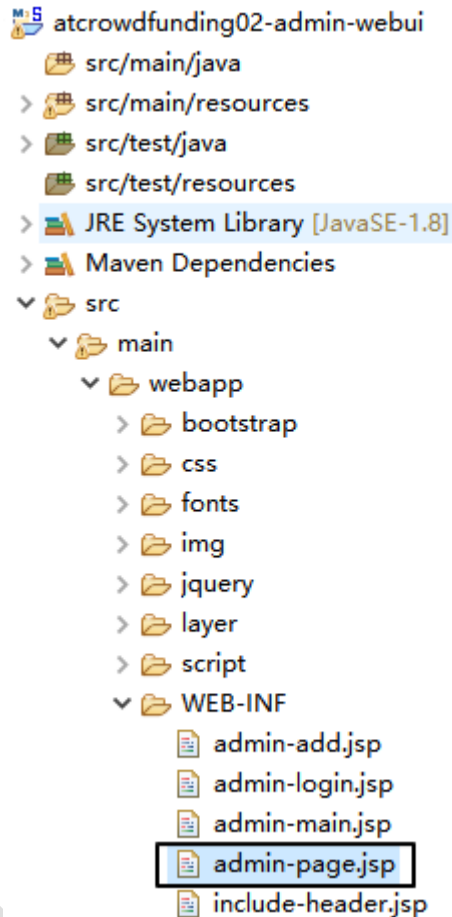 atcrowdfunding02-admin-webui
src/main/java
src/main/resources
src/test/java
src/test/resources
JRE System Library [JavaSE-1.8]
Maven Dependencies
src
main
webapp
bootstrap
css
fonts
img
jquery
layer
script
WEB-INF
admin-add.jsp
admin-login.jsp
admin-main.jsp
admin-page.jsp
include-header.jsp